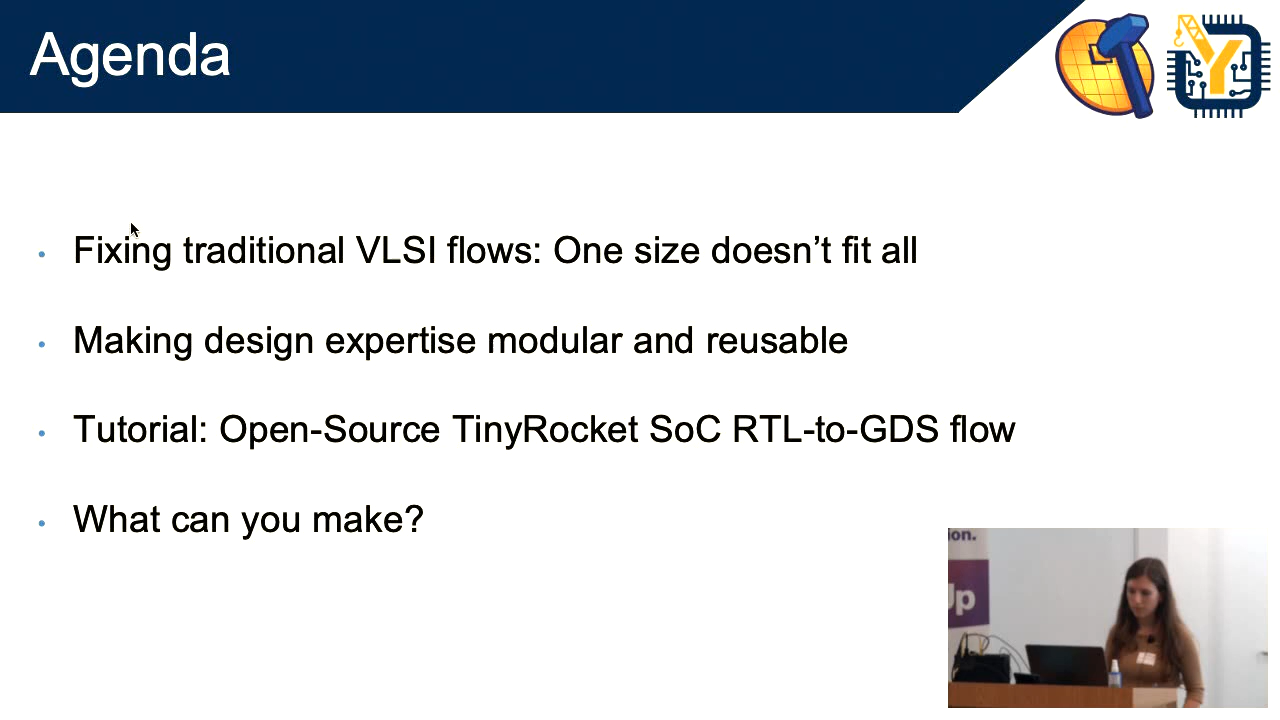 Agenda
Fixing traditional VLSI flows: One size doesn’t fit all
Making design expertise modular and reusable
Tutorial: Open-Source TinyRocket SoC RTL-to-GDS flow
What can you make?
ion.
Up